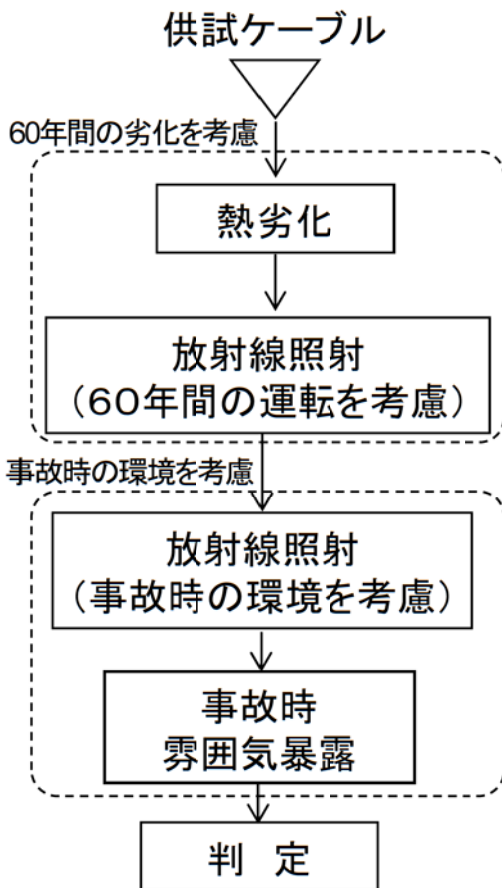 供試ケーブル
60年間の劣化を考慮
熱劣化
放射線照射
(60年間の運転を考慮)
事故時の環境を考慮
放射線照射
(事故時の環境を考慮)
事故時
雰囲気暴露
判 定